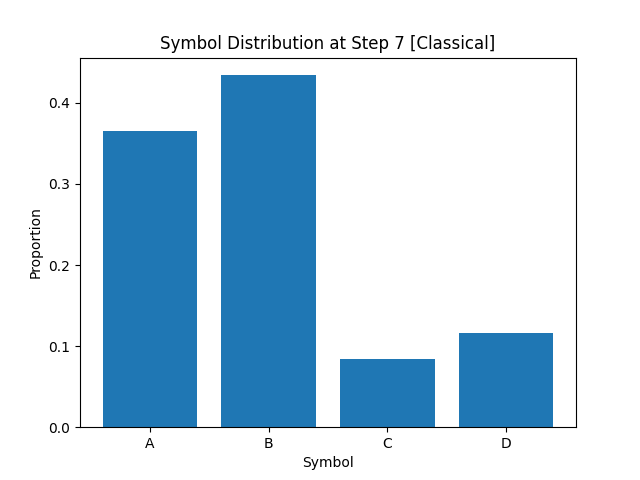 Symbol Distribution at Step 7 [Classical]
0.4
0.3
0.2
0.1
0.0
Proportion
A B C D
Symbol